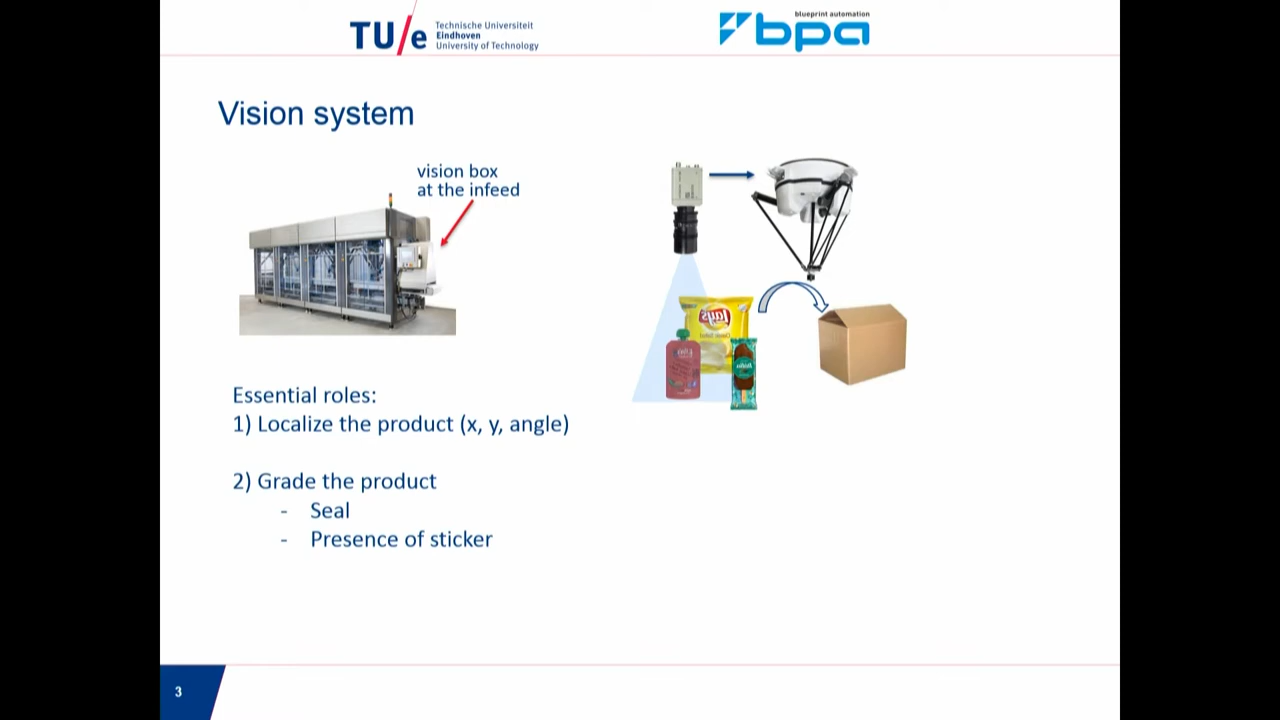 TU/e
Technische Universiteit
Eindhoven
University of Technology
blueprint automation
bpa
Vision system
vision box
at the infeed
Lay's
Essential roles:
1) Localize the product (x, y, angle)
2) Grade the product
- Seal
- Presence of sticker
3